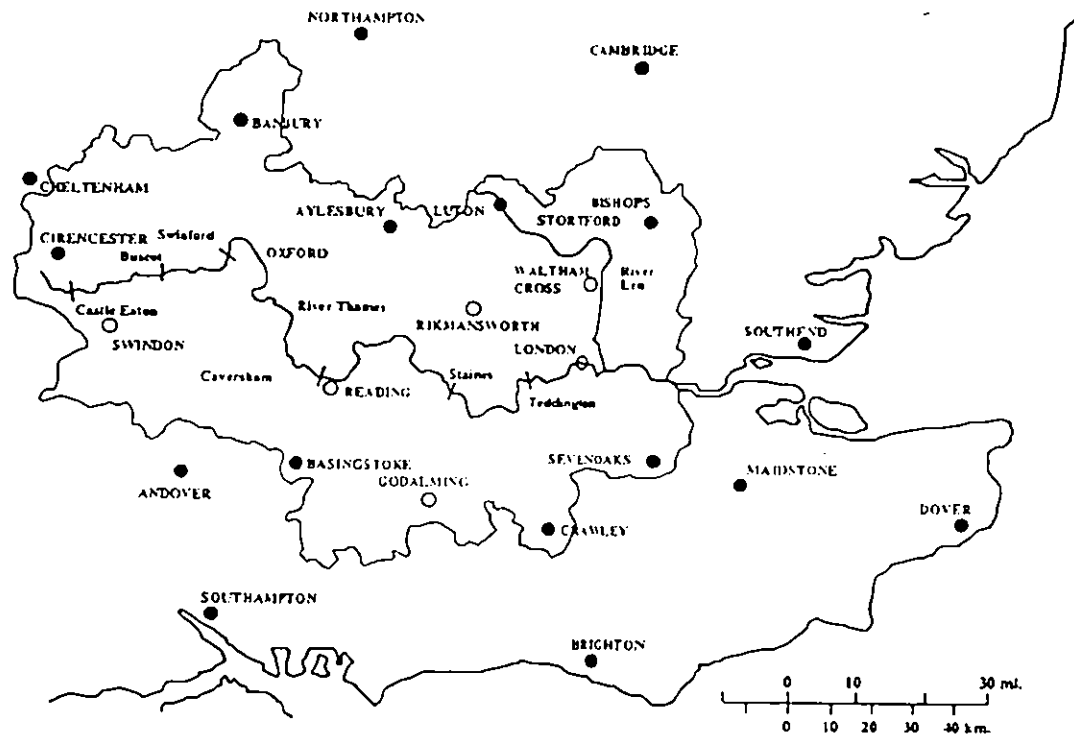 NORTHAMPTON
CAMBRIDGE
BANBURY
CHELTENHAM
AYLESBURY
LUTON
BISHOPS
STORTFORD
CIRENCESTER
Swinford
Buscot
OXFORD
WALTHAM
CROSS
River
Lea
Castle Eaton
SWINDON
River Thames
RIKMANSWORTH
SOUTHEND
LONDON
Caversham
READING
Staines
Teddington
BASINGSTOKE
SEVENOAKS
MAIDSTONE
ANDOVER
GODALMING
CRAWLEY
DOVER
SOUTHAMPTON
BRIGHTON
0 10 30 mi.
0 10 20 30 40 km.